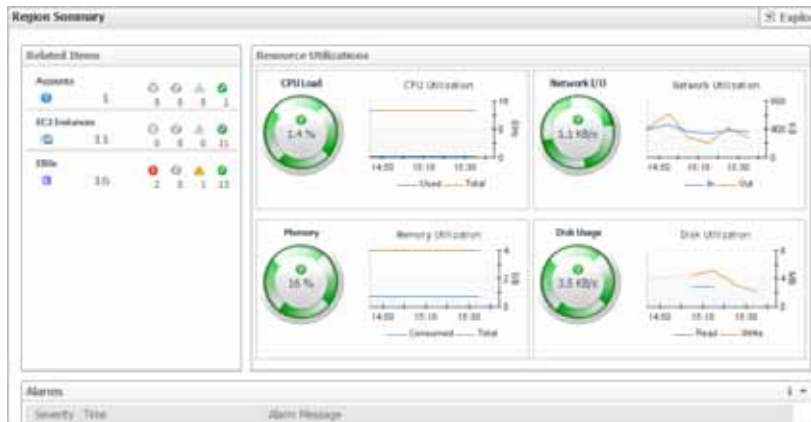 Region Summary
Explo
Related Items
Accounts
1
0 0 0 1
EC2 Instances
11
0 0 0 11
EBSs
16
2 0 1 13
Resource Utilizations
CPU Load
1.4 %
CPU Utilization
14:50 15:10 15:30
Used Total
Network I/O
5.1 KB/s
Network Utilization
14:50 15:10 15:30
In Out
Memory
16 %
Memory Utilization
14:50 15:10 15:30
Consumed Total
Disk Usage
3.5 KB/s
Disk Utilization
14:50 15:10 15:30
Read Write
Alarms
Severity Time Alarm Message